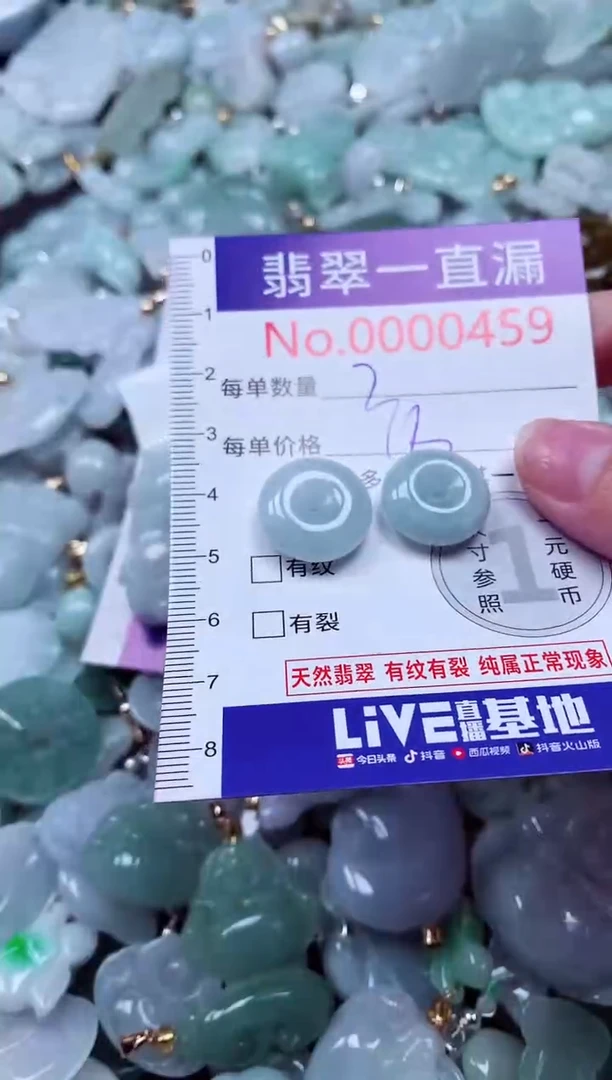 翡翠一直漏
No.0000459
每单数量
每单价格
多
有纹
有裂
寸参照
1
元硬币
天然翡翠 有纹有裂 纯属正常现象
LiVE直播基地
头条 今日头条 抖音 西瓜视频 抖音火山版
0
1
2
3
4
5
6
7
8